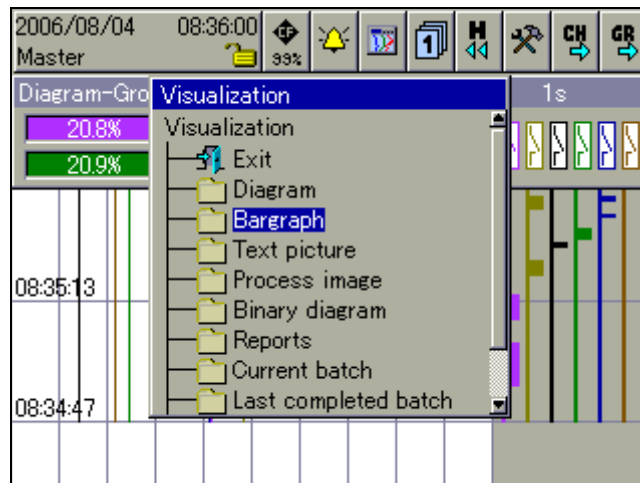 2006/08/04 08:36:00
Master
CF
99%
1
H
CH
GR
Diagram-Gro
1s
20.8%
20.9%
Visualization
Visualization
Exit
Diagram
Bargraph
Text picture
Process image
Binary diagram
Reports
Current batch
Last completed batch
08:35:13
08:34:47